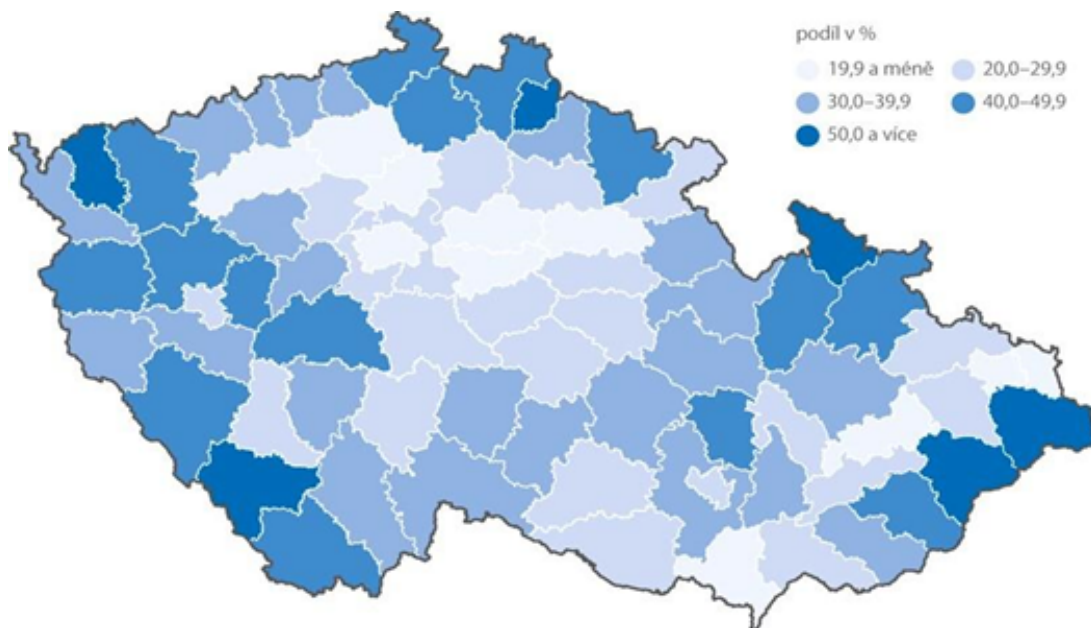 podíl v %
19,9 a méně
20,0–29,9
30,0–39,9
40,0–49,9
50,0 a více